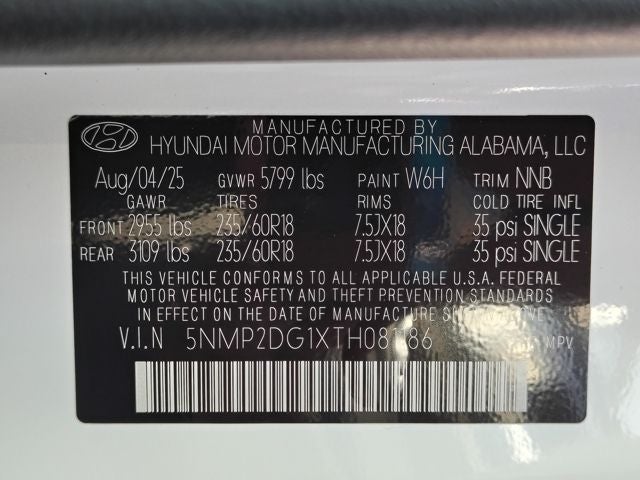 MANUFACTURED BY
HYUNDAI MOTOR MANUFACTURING ALABAMA, LLC
Aug/04/25 GVWR 5799 lbs PAINT W6H TRIM NNB
GAWR TIRES RIMS COLD TIRE INFL
FRONT 2955 lbs 235/60R18 7.5JX18 35 psi SINGLE
REAR 3109 lbs 235/60R18 7.5JX18 35 psi SINGLE
THIS VEHICLE CONFORMS TO ALL APPLICABLE U.S.A. FEDERAL
MOTOR VEHICLE SAFETY AND THEFT PREVENTION STANDARDS
IN EFFECT ON THE DATE OF MANUFACTURE SHOWN ABOVE
V.I.N 5NMP2DG1XTH081186 MPV